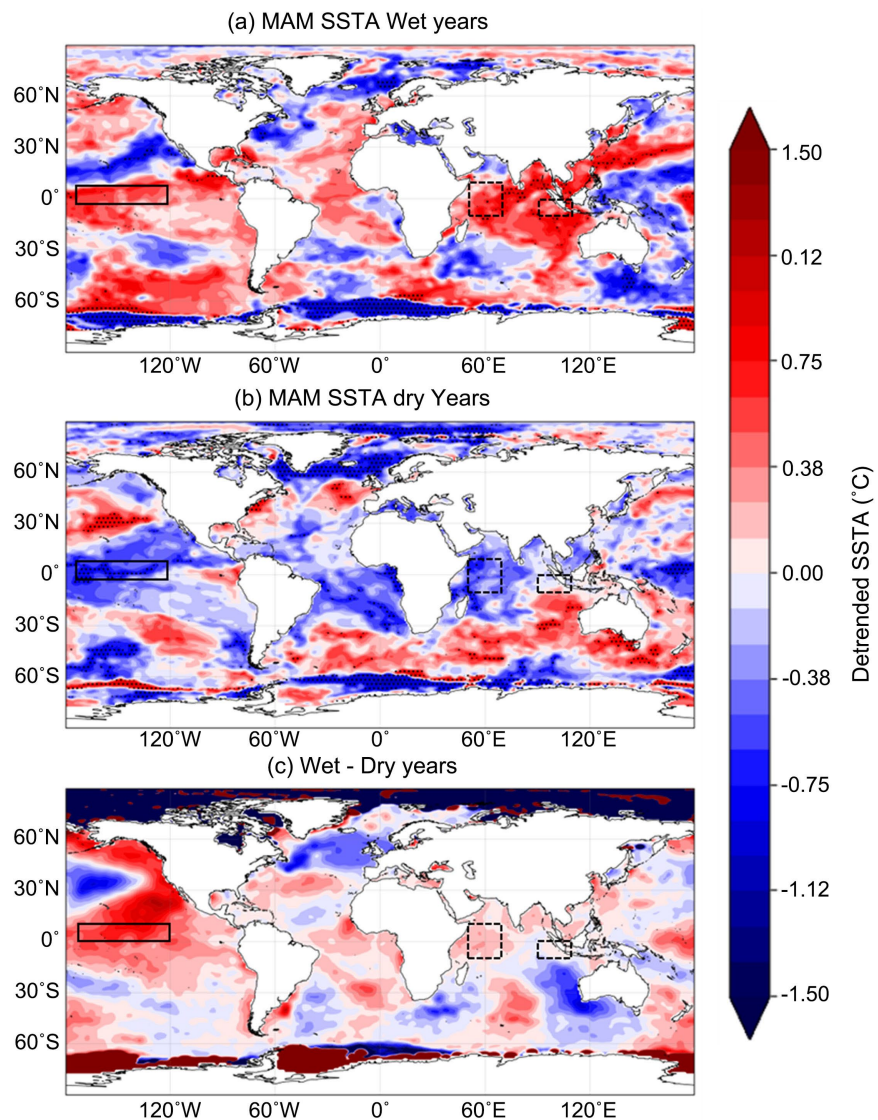 (a) MAM SSTA Wet years
60˚N
30˚N
0˚
30˚S
60˚S
120˚W 60˚W 0˚ 60˚E 120˚E
(b) MAM SSTA dry Years
60˚N
30˚N
0˚
30˚S
60˚S
120˚W 60˚W 0˚ 60˚E 120˚E
(c) Wet - Dry years
60˚N
30˚N
0˚
30˚S
60˚S
120˚W 60˚W 0˚ 60˚E 120˚E
1.50
0.12
0.75
0.38
0.00
-0.38
-0.75
-1.12
-1.50
Detrended SSTA (˚C)